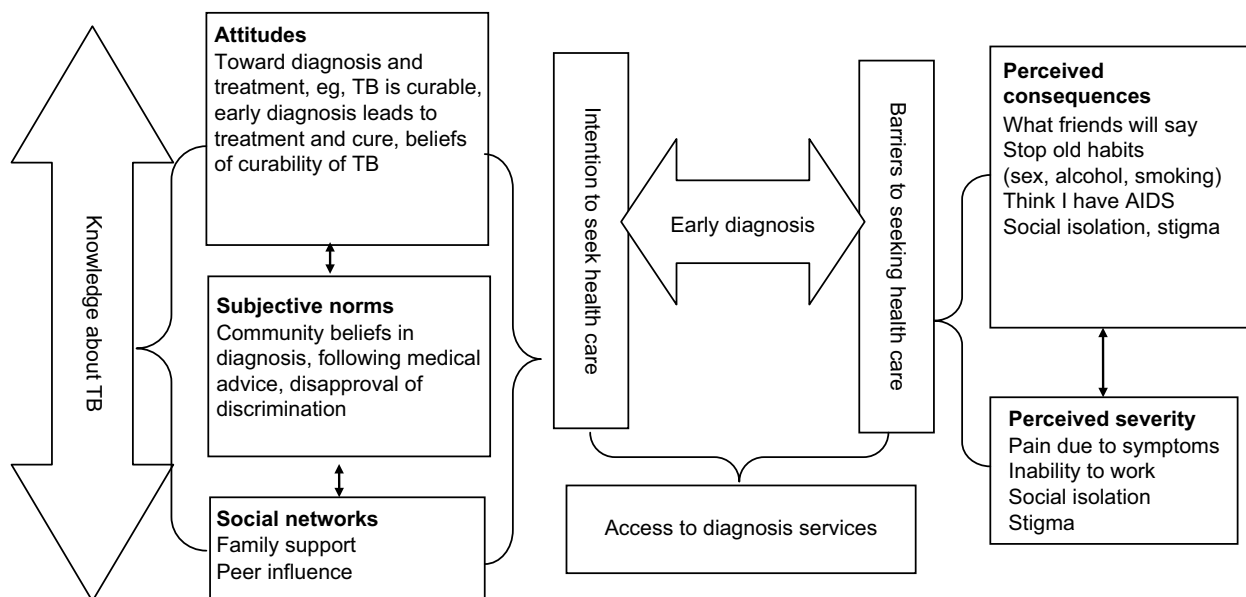 Knowledge about TB
Attitudes
Toward diagnosis and
treatment, eg, TB is curable,
early diagnosis leads to
treatment and cure, beliefs
of curability of TB
Subjective norms
Community beliefs in
diagnosis, following medical
advice, disapproval of
discrimination
Social networks
Family support
Peer influence
Intention to seek health care
Early diagnosis
Barriers to seeking health care
Access to diagnosis services
Perceived
consequences
What friends will say
Stop old habits
(sex, alcohol, smoking)
Think I have AIDS
Social isolation, stigma
Perceived severity
Pain due to symptoms
Inability to work
Social isolation
Stigma